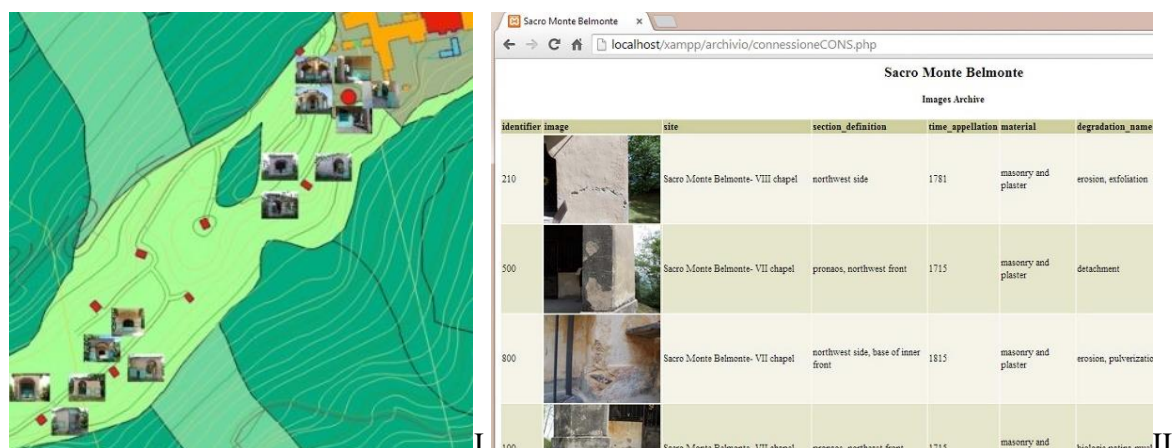 Sacro Monte Belmonte
localhost/xampp/archivio/connessioneCONS.php
Sacro Monte Belmonte
Images Archive
identifier image site section_definition time_appellation material degradation_name
210 Sacro Monte Belmonte- VIII chapel northwest side 1781 masonry and plaster erosion, exfoliation
500 Sacro Monte Belmonte- VII chapel pronaos, northwest front 1715 masonry and plaster detachment
800 Sacro Monte Belmonte- VII chapel northwest side, base of inner front 1815 masonry and plaster erosion, pulverizatio
100 Sacro Monte Belmonte- VII chapel pronaos, northeast front 1715 masonry and
I
II